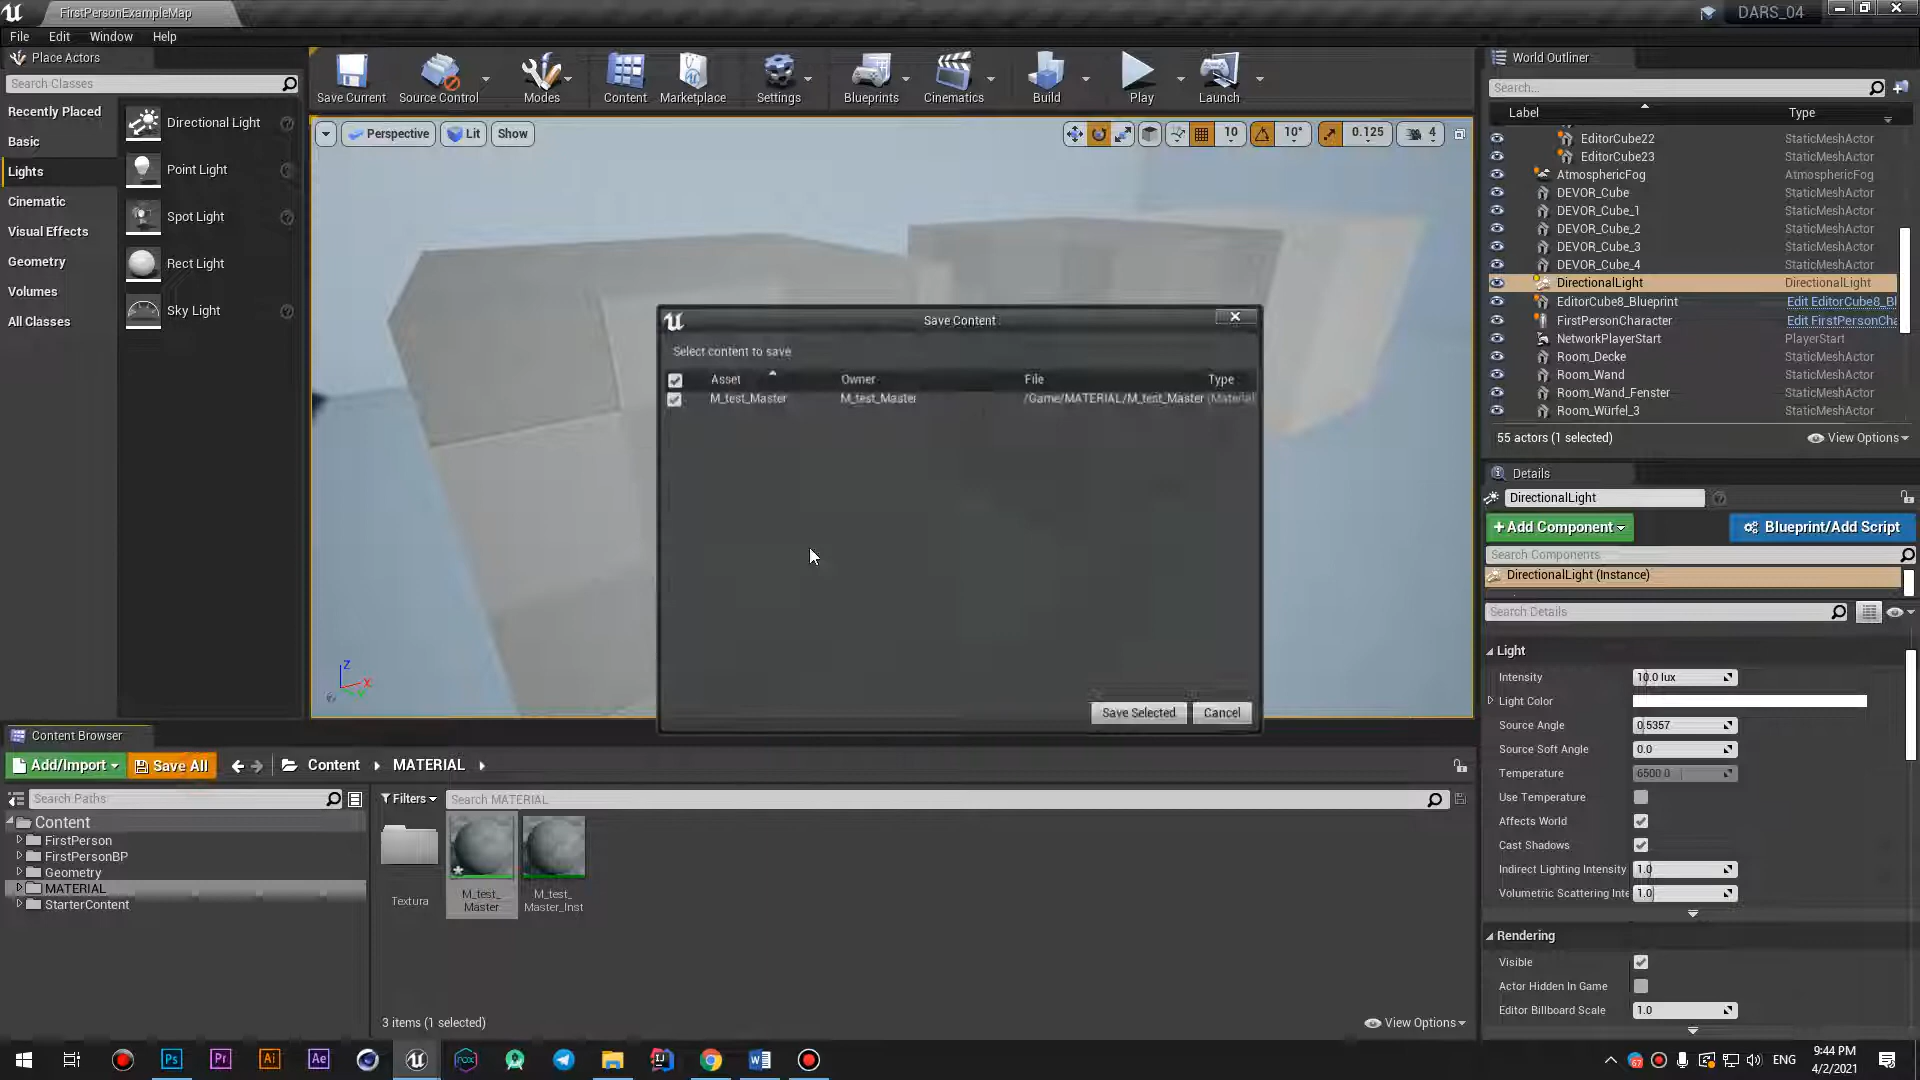 FirstPersonExampleMap
DARS_04
File Edit Window Help
Place Actors
Search Classes
Recently Placed
Basic
Lights
Cinematic
Visual Effects
Geometry
Volumes
All Classes
Directional Light
Point Light
Spot Light
Rect Light
Sky Light
Save Current Source Control Modes Content Marketplace Settings Blueprints Cinematics Build Play Launch
Perspective Lit Show 10 10° 0.125 4
Save Content
Select content to save
Asset Owner File Type
M_test_Master M_test_Master /Game/MATERIAL/M_test_Master (Material
Save Selected Cancel
Z X
World Outliner
Search...
Label Type
EditorCube22 StaticMeshActor
EditorCube23 StaticMeshActor
AtmosphericFog AtmosphericFog
DEVOR_Cube StaticMeshActor
DEVOR_Cube_1 StaticMeshActor
DEVOR_Cube_2 StaticMeshActor
DEVOR_Cube_3 StaticMeshActor
DEVOR_Cube_4 StaticMeshActor
DirectionalLight DirectionalLight
EditorCube8_Blueprint Edit EditorCube8_Bl
FirstPersonCharacter Edit FirstPersonCha
NetworkPlayerStart PlayerStart
Room_Decke StaticMeshActor
Room_Wand StaticMeshActor
Room_Wand_Fenster StaticMeshActor
Room_Würfel_3 StaticMeshActor
55 actors (1 selected) View Options
Details
DirectionalLight
+Add Component Blueprint/Add Script
Search Components
DirectionalLight (Instance)
Search Details
Light
Intensity 10.0 lux
Light Color
Source Angle 0.5357
Source Soft Angle 0.0
Temperature 6500.0
Use Temperature
Affects World
Cast Shadows
Indirect Lighting Intensity 1.0
Volumetric Scattering Inte 1.0
Rendering
Visible
Actor Hidden In Game
Editor Billboard Scale 1.0
Content Browser
Add/Import Save All Content MATERIAL
Search Paths
Filters Search MATERIAL
Content
FirstPerson
FirstPersonBP
Geometry
MATERIAL
StarterContent
Textura
M_test_
Master
M_test_
Master_Inst
3 items (1 selected) View Options
Ps Pr Ai Ae
67
ENG
9:44 PM
4/2/2021